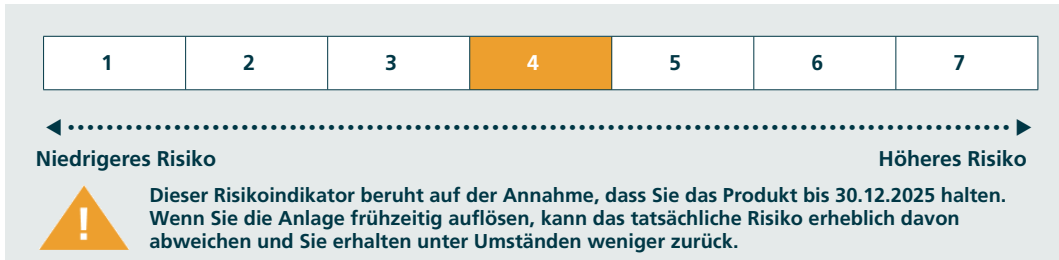 1 2 3 4 5 6 7
Niedrigeres Risiko Höheres Risiko
Dieser Risikoindikator beruht auf der Annahme, dass Sie das Produkt bis 30.12.2025 halten.
Wenn Sie die Anlage frühzeitig auflösen, kann das tatsächliche Risiko erheblich davon
abweichen und Sie erhalten unter Umständen weniger zurück.